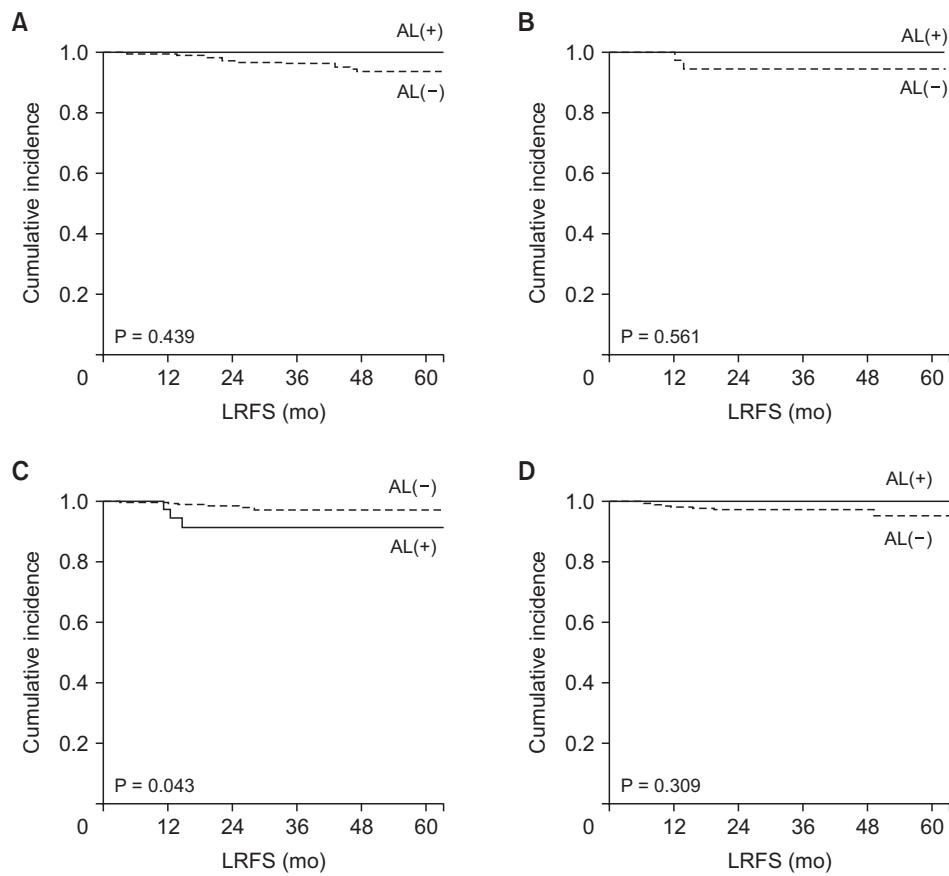 A
AL(+)
1.0
AL(−)
0.8
0.6
0.4
0.2
Cumulative incidence
P = 0.439
0 12 24 36 48 60
LRFS (mo)
B
AL(+)
1.0
AL(−)
0.8
0.6
0.4
0.2
Cumulative incidence
P = 0.561
0 12 24 36 48 60
LRFS (mo)
C
AL(−)
1.0
AL(+)
0.8
0.6
0.4
0.2
Cumulative incidence
P = 0.043
0 12 24 36 48 60
LRFS (mo)
D
AL(+)
1.0
AL(−)
0.8
0.6
0.4
0.2
Cumulative incidence
P = 0.309
0 12 24 36 48 60
LRFS (mo)